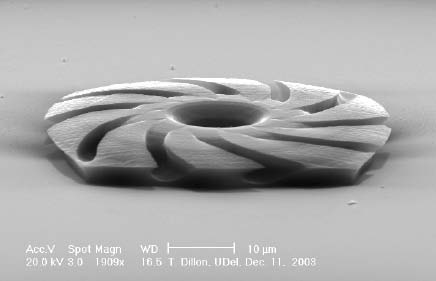 Acc.V Spot Magn WD 10 µm
20.0 kV 3.0 1909x 16.5 T. Dillon, UDel, Dec 11, 2003